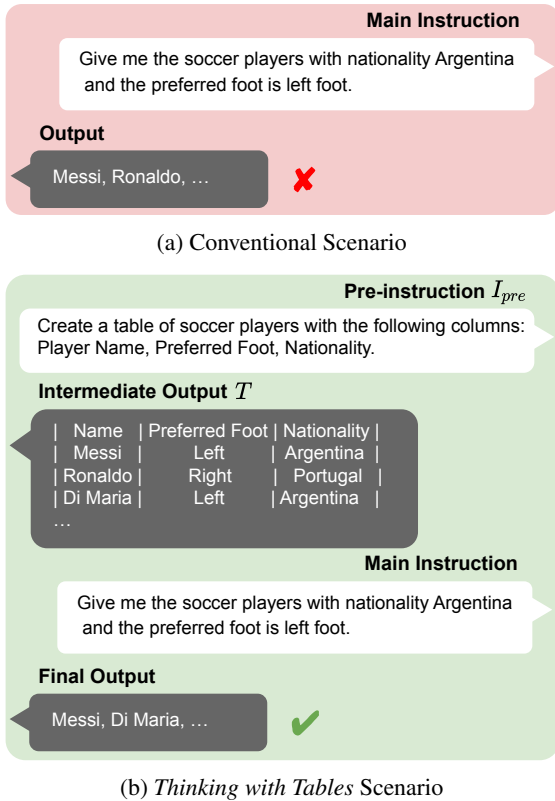 Main Instruction
Give me the soccer players with nationality Argentina
and the preferred foot is left foot.
Output
Messi, Ronaldo, ...
(a) Conventional Scenario
Pre-instruction I_pre
Create a table of soccer players with the following columns:
Player Name, Preferred Foot, Nationality.
Intermediate Output T
| Name | Preferred Foot | Nationality |
| Messi | Left | Argentina |
| Ronaldo | Right | Portugal |
| Di Maria | Left | Argentina |
...
Main Instruction
Give me the soccer players with nationality Argentina
and the preferred foot is left foot.
Final Output
Messi, Di Maria, ...
(b) Thinking with Tables Scenario